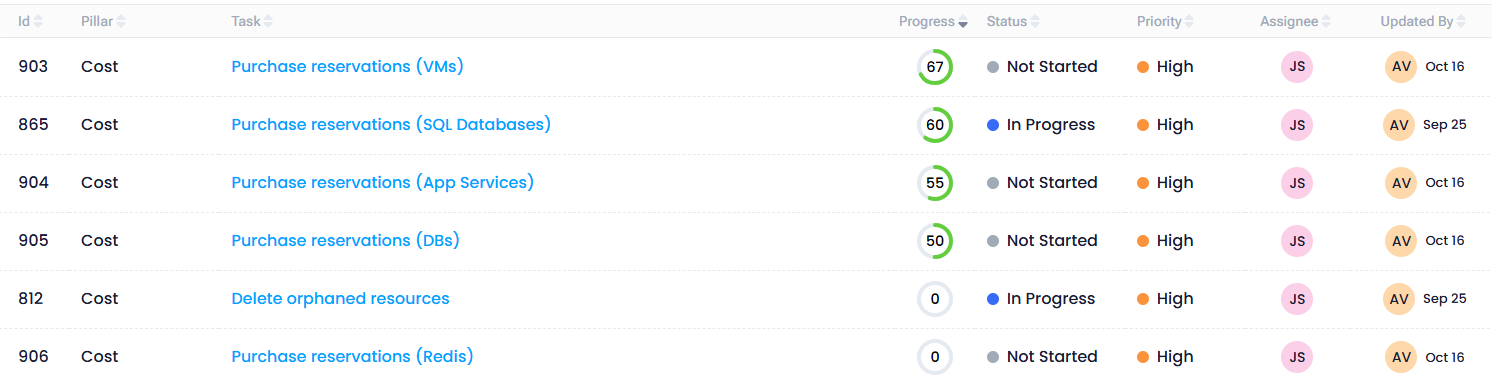 Id Pillar Task Progress Status Priority Assignee Updated By
903 Cost Purchase reservations (VMs) 67 Not Started High JS AV Oct 16
865 Cost Purchase reservations (SQL Databases) 60 In Progress High JS AV Sep 25
904 Cost Purchase reservations (App Services) 55 Not Started High JS AV Oct 16
905 Cost Purchase reservations (DBs) 50 Not Started High JS AV Oct 16
812 Cost Delete orphaned resources 0 In Progress High JS AV Sep 25
906 Cost Purchase reservations (Redis) 0 Not Started High JS AV Oct 16